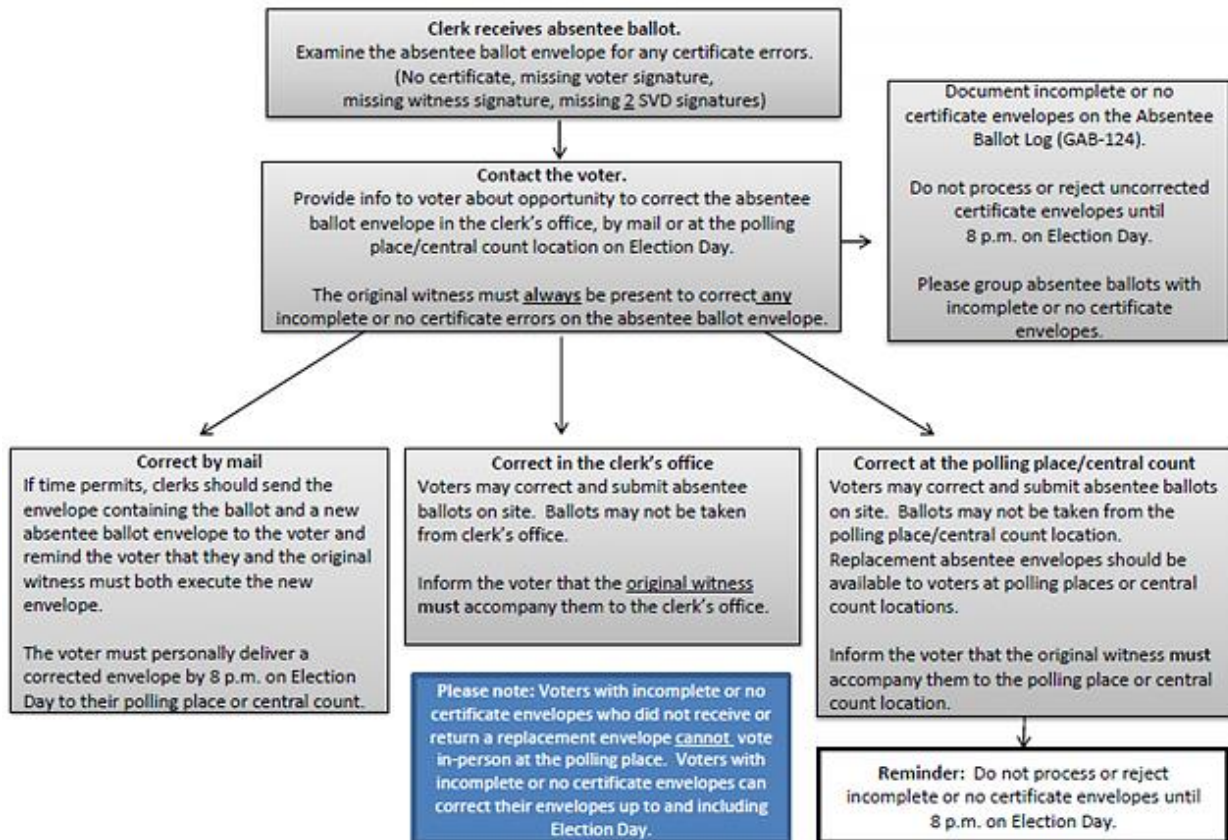 Clerk receives absentee ballot.
Examine the absentee ballot envelope for any certificate errors.
(No certificate, missing voter signature,
missing witness signature, missing 2 SVD signatures)
Contact the voter.
Provide info to voter about opportunity to correct the absentee
ballot envelope in the clerk's office, by mail or at the polling
place/central count location on Election Day.
The original witness must always be present to correct any
incomplete or no certificate errors on the absentee ballot envelope.
Document incomplete or no
certificate envelopes on the Absentee
Ballot Log (GAB-124).
Do not process or reject uncorrected
certificate envelopes until
8 p.m. on Election Day.
Please group absentee ballots with
incomplete or no certificate
envelopes.
Correct by mail
If time permits, clerks should send the
envelope containing the ballot and a new
absentee ballot envelope to the voter and
remind the voter that they and the original
witness must both execute the new
envelope.
The voter must personally deliver a
corrected envelope by 8 p.m. on Election
Day to their polling place or central count.
Correct in the clerk's office
Voters may correct and submit absentee
ballots on site. Ballots may not be taken
from clerk's office.
Inform the voter that the original witness
must accompany them to the clerk's office.
Please note: Voters with incomplete or no
certificate envelopes who did not receive or
return a replacement envelope cannot vote
in-person at the polling place. Voters with
incomplete or no certificate envelopes can
correct their envelopes up to and including
Election Day.
Correct at the polling place/central count
Voters may correct and submit absentee ballots
on site. Ballots may not be taken from the
polling place/central count location.
Replacement absentee envelopes should be
available to voters at polling places or central
count locations.
Inform the voter that the original witness must
accompany them to the polling place or central
count location.
Reminder: Do not process or reject
incomplete or no certificate envelopes until
8 p.m. on Election Day.